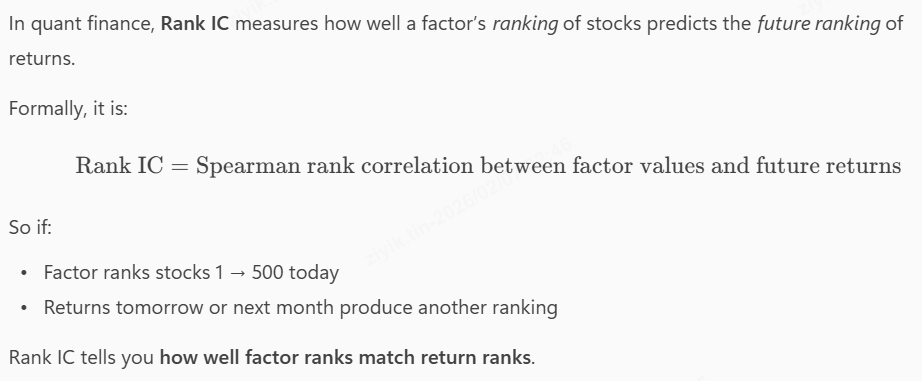 In quant finance, Rank IC measures how well a factor's ranking of stocks predicts the future ranking of
returns.
Formally, it is:
Rank IC = Spearman rank correlation between factor values and future returns
So if:
• Factor ranks stocks 1 → 500 today
• Returns tomorrow or next month produce another ranking
Rank IC tells you how well factor ranks match return ranks.